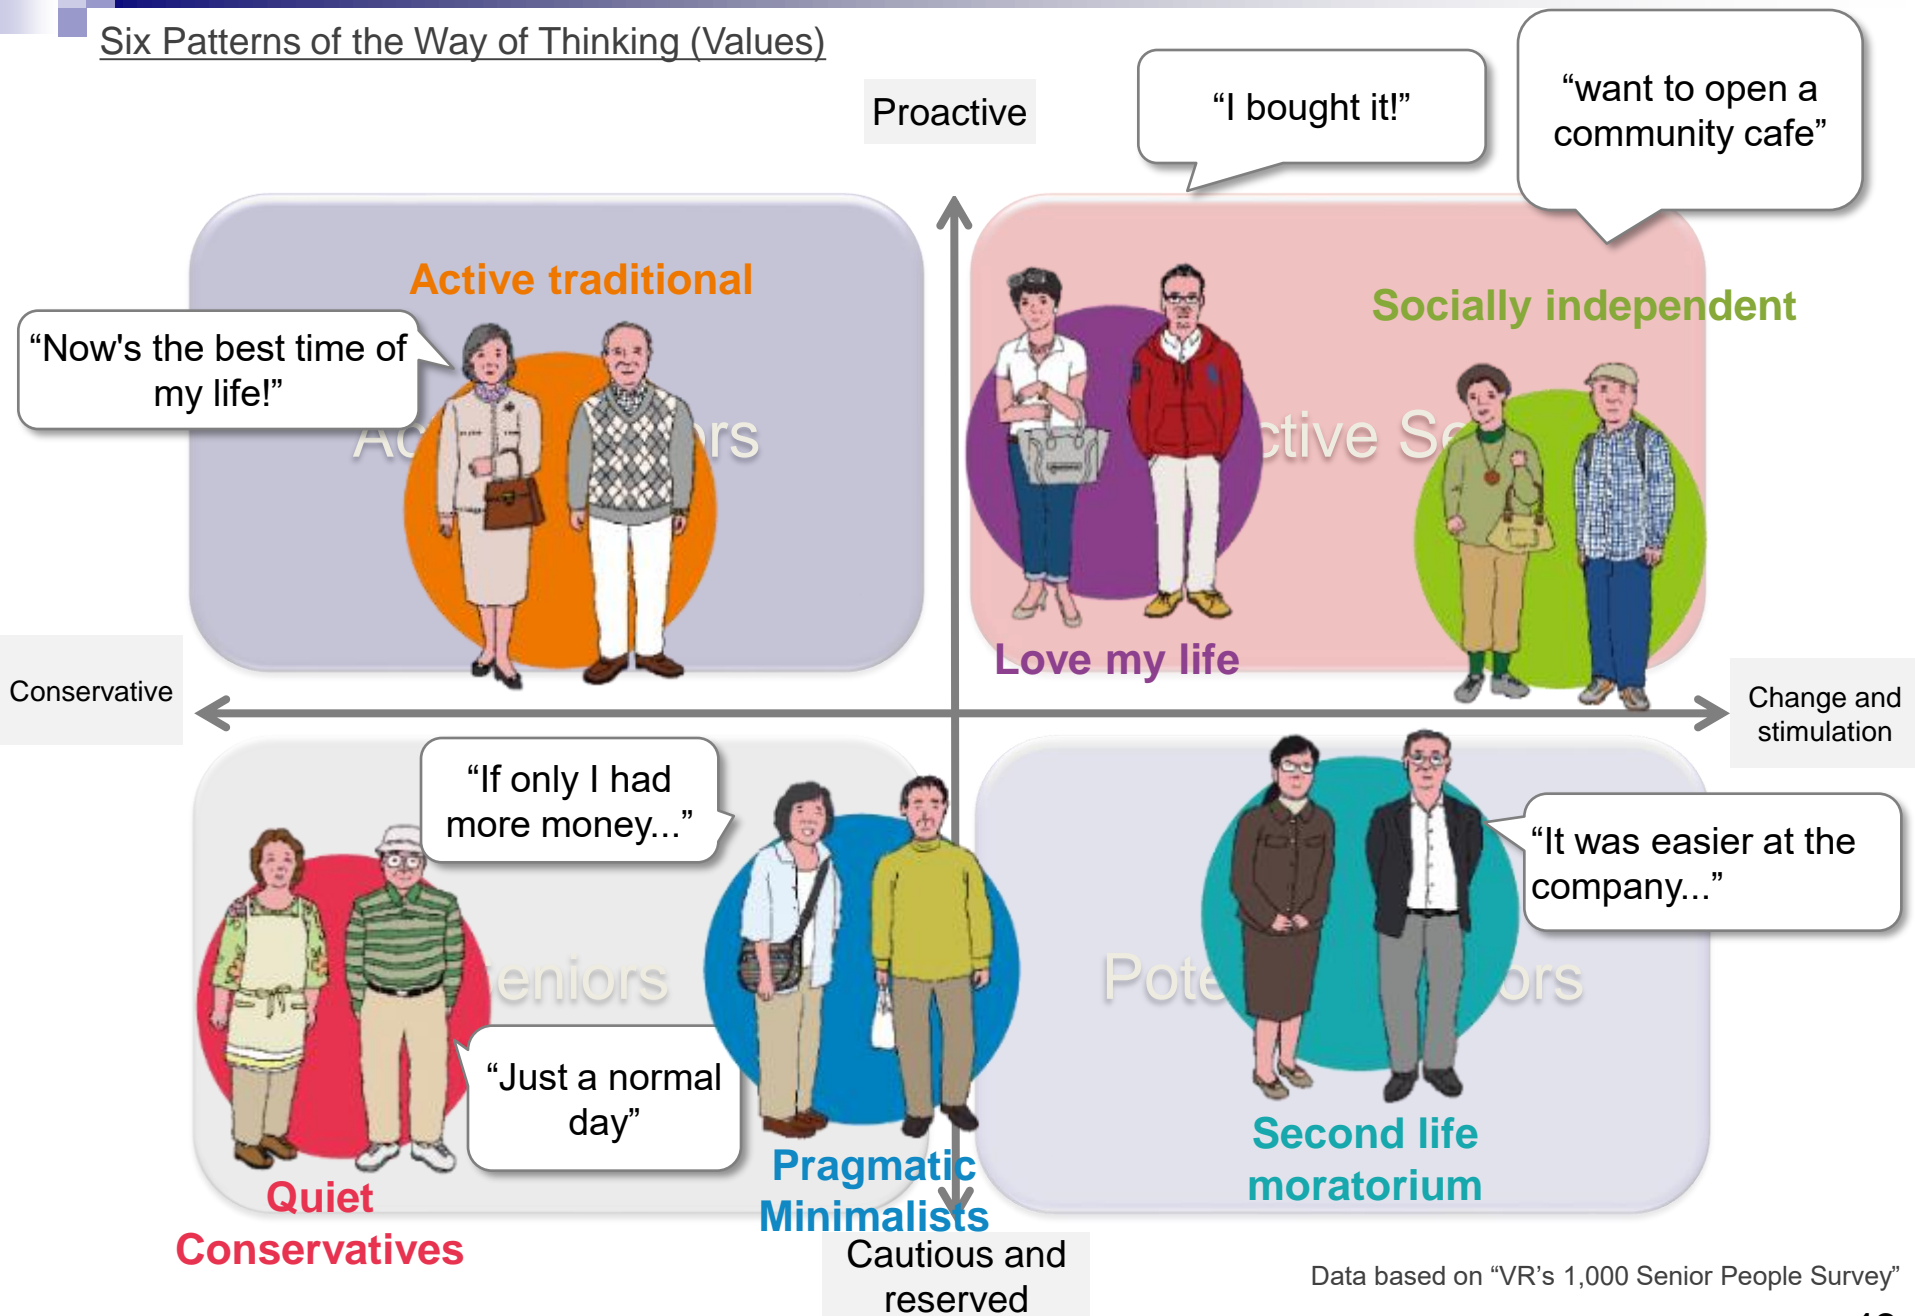 Six Patterns of the Way of Thinking (Values)
Proactive
“I bought it!”
“want to open a
community cafe”
Active traditional
Socially independent
“Now's the best time of
my life!”
Love my life
Conservative
Change and
stimulation
“If only I had
more money...”
“It was easier at the
company...”
“Just a normal
day”
Second life
moratorium
Pragmatic
Minimalists
Quiet
Conservatives
Cautious and
reserved
Data based on “VR’s 1,000 Senior People Survey”